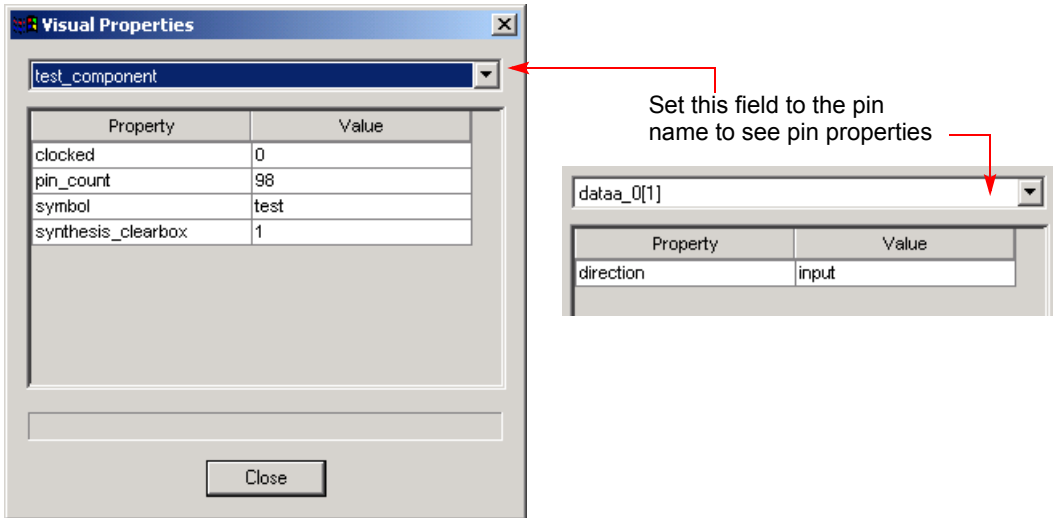 Visual Properties
test_component
Property Value
clocked 0
pin_count 98
symbol test
synthesis_clearbox 1
Close
Set this field to the pin
name to see pin properties
dataa_0[1]
Property Value
direction input